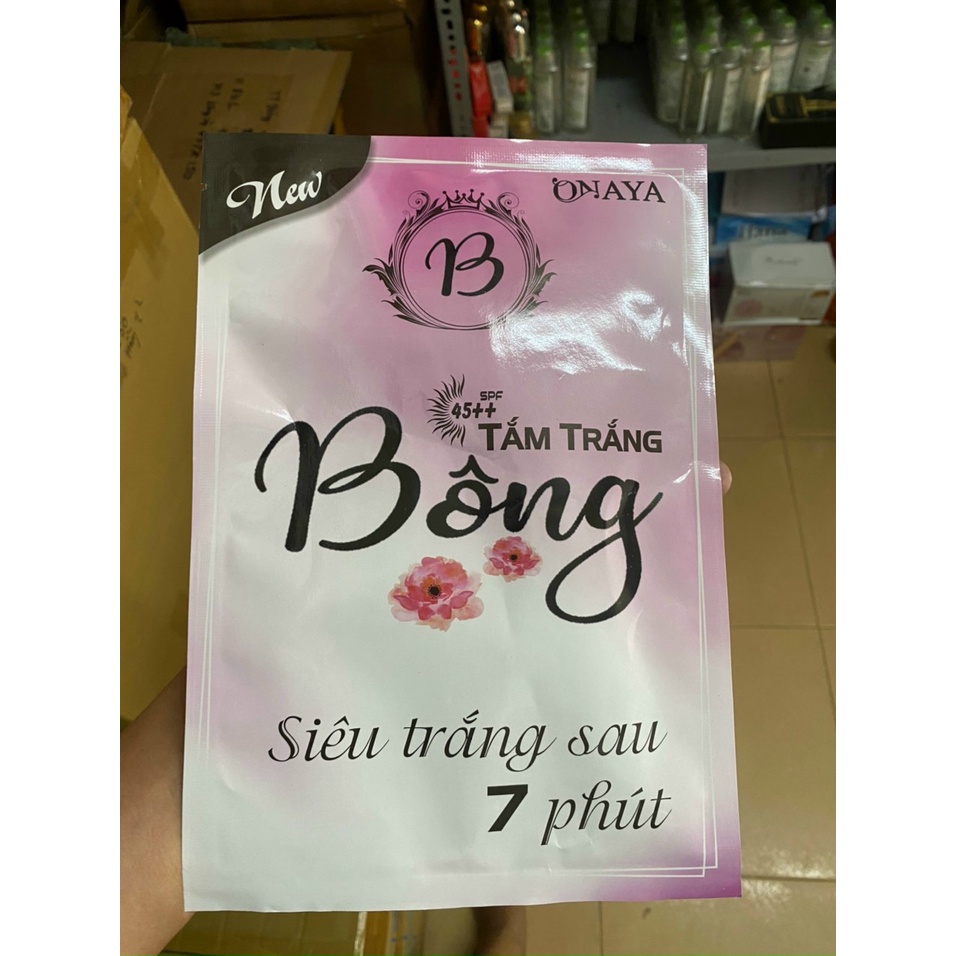 New
ONAYA
B
SPF
45++
TẮM TRẮNG
Bông
Siêu trắng sau
7 phút